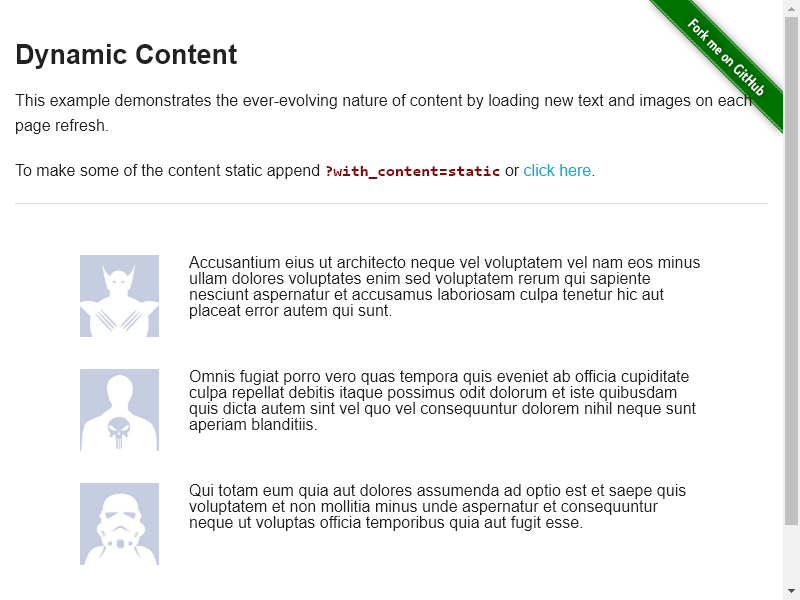 Fork me on GitHub
Dynamic Content
This example demonstrates the ever-evolving nature of content by loading new text and images on each
page refresh.
To make some of the content static append ?with_content=static or click here.
Accusantium eius ut architecto neque vel voluptatem vel nam eos minus
ullam dolores voluptates enim sed voluptatem rerum qui sapiente
nesciunt aspernatur et accusamus laboriosam culpa tenetur hic aut
placeat error autem qui sunt.
Omnis fugiat porro vero quas tempora quis eveniet ab officia cupiditate
culpa repellat debitis itaque possimus odit dolorum et iste quibusdam
quis dicta autem sint vel quo vel consequuntur dolorem nihil neque sunt
aperiam blanditiis.
Qui totam eum quia aut dolores assumenda ad optio est et saepe quis
voluptatem et non mollitia minus unde aspernatur et consequuntur
neque ut voluptas officia temporibus quia aut fugit esse.